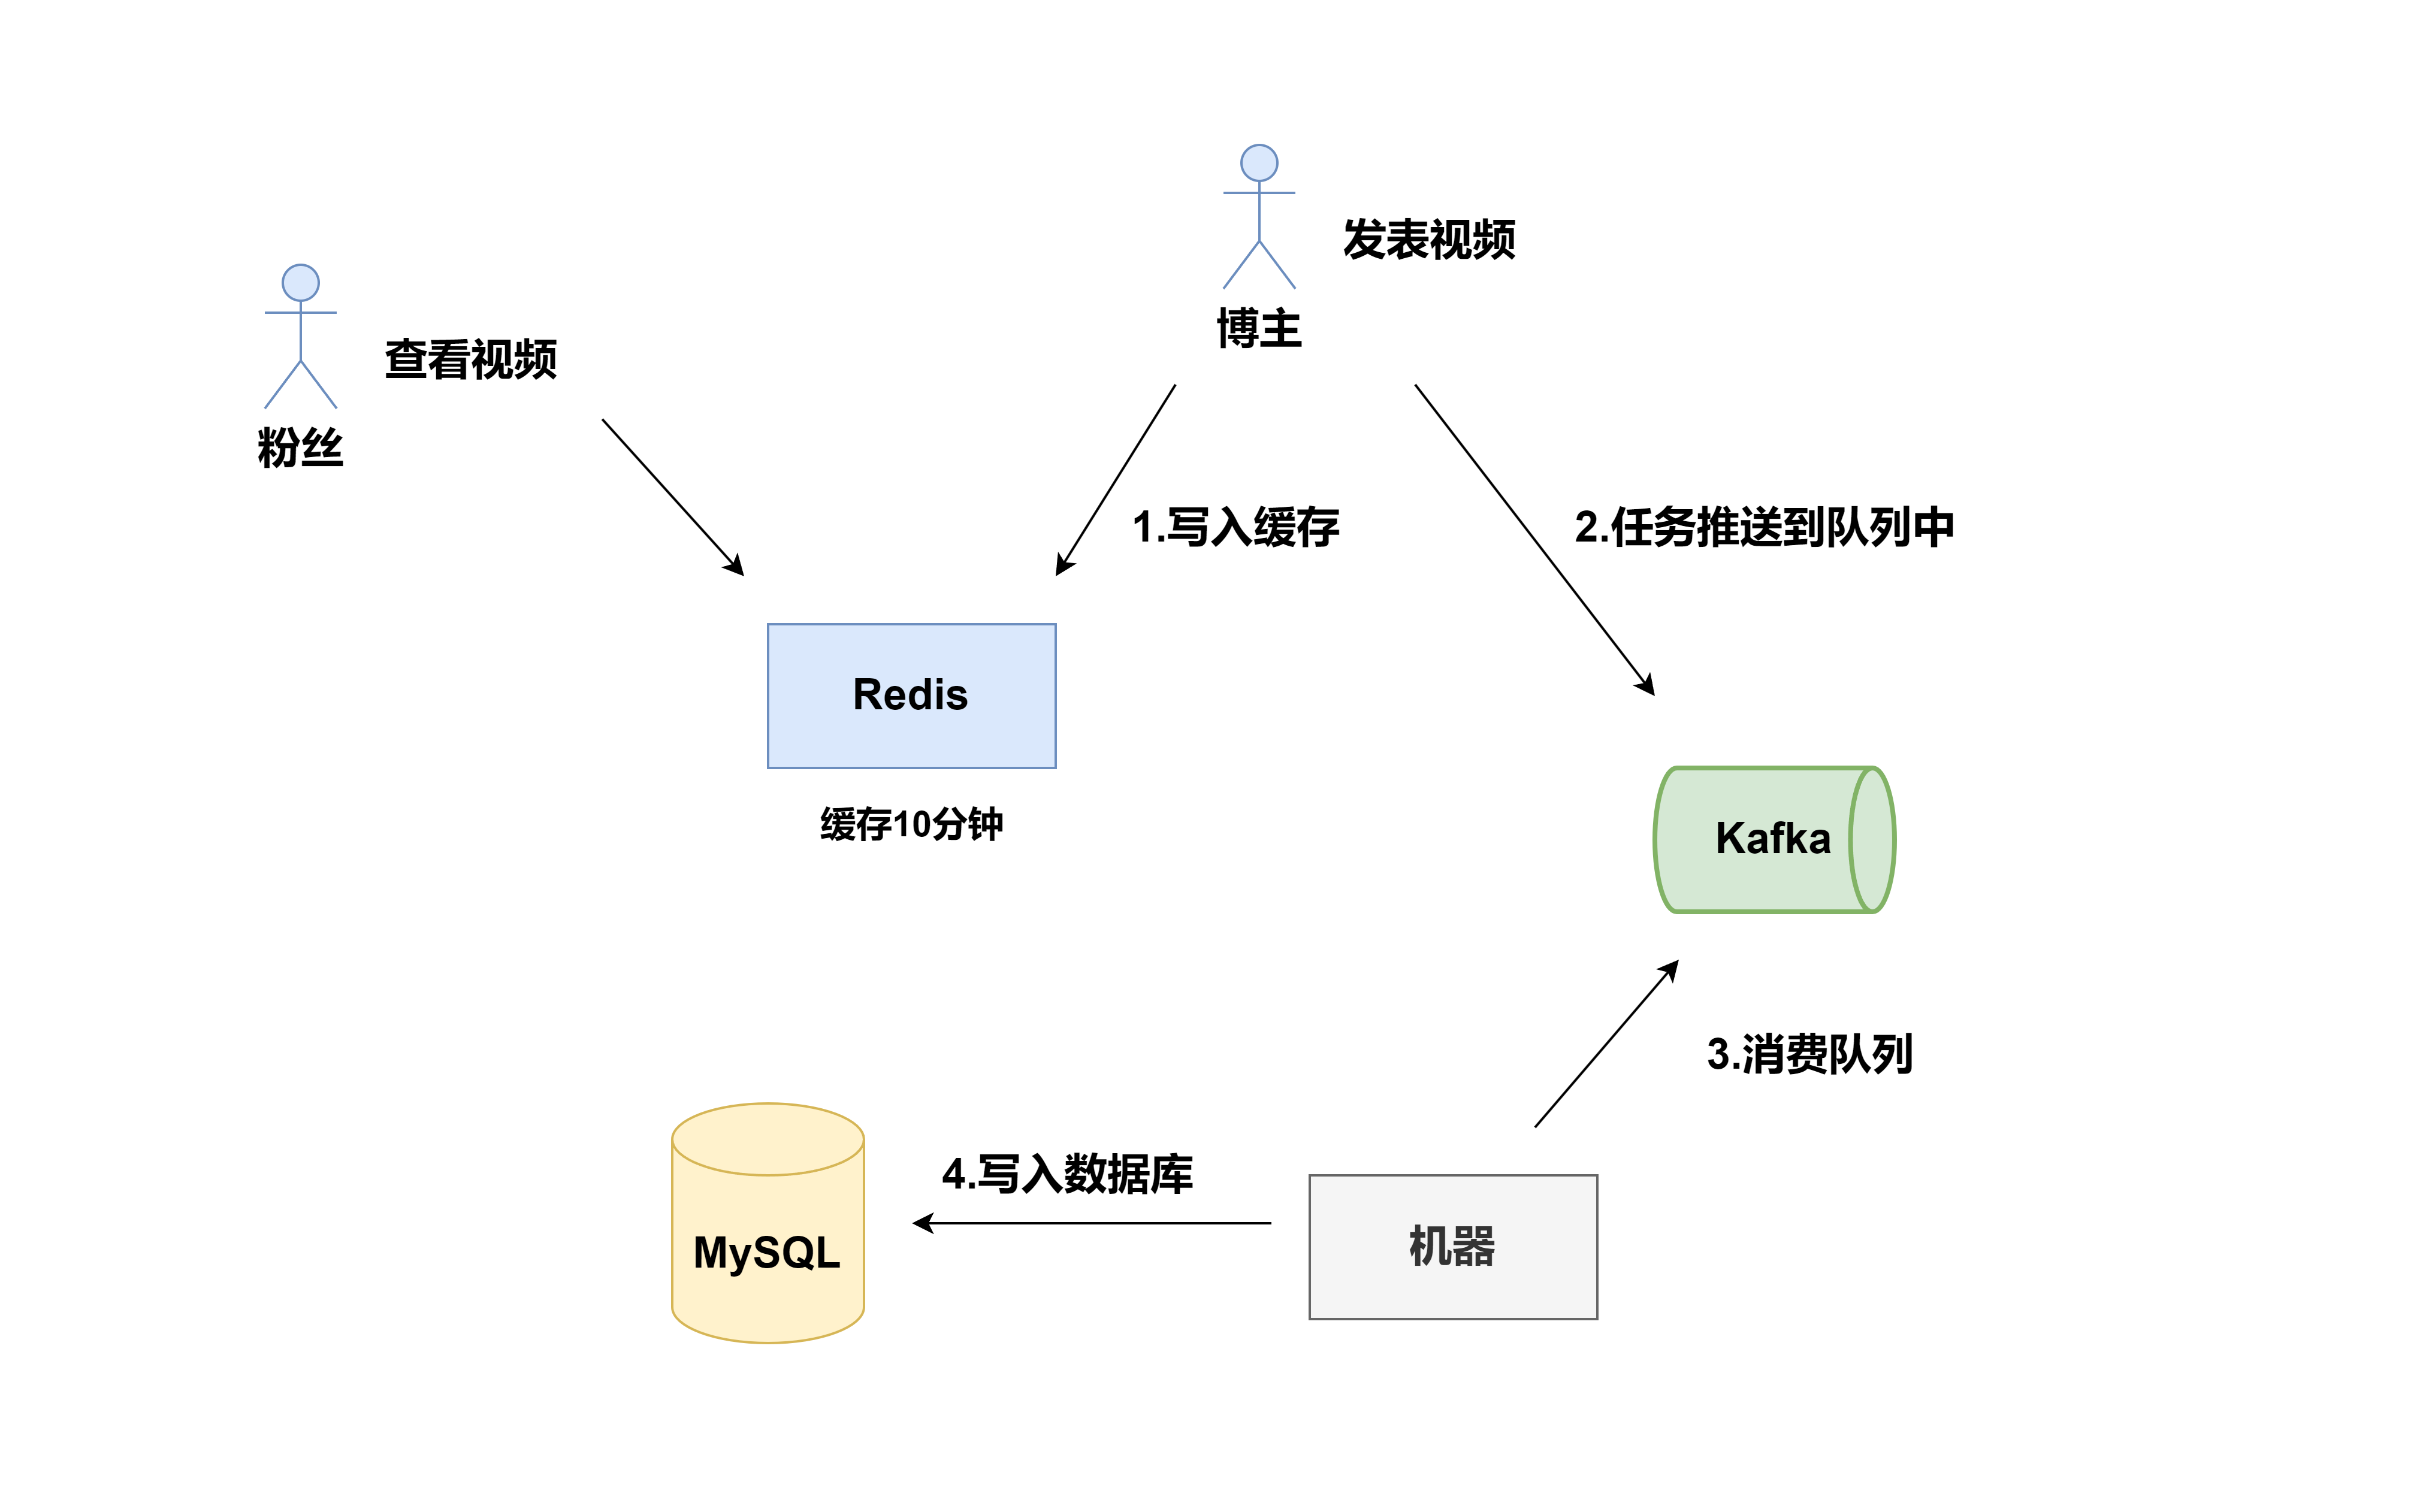 发表视频
博主
查看视频
粉丝
1.写入缓存
2.任务推送到队列中
Redis
缓存10分钟
Kafka
3.消费队列
4.写入数据库
MySQL
机器